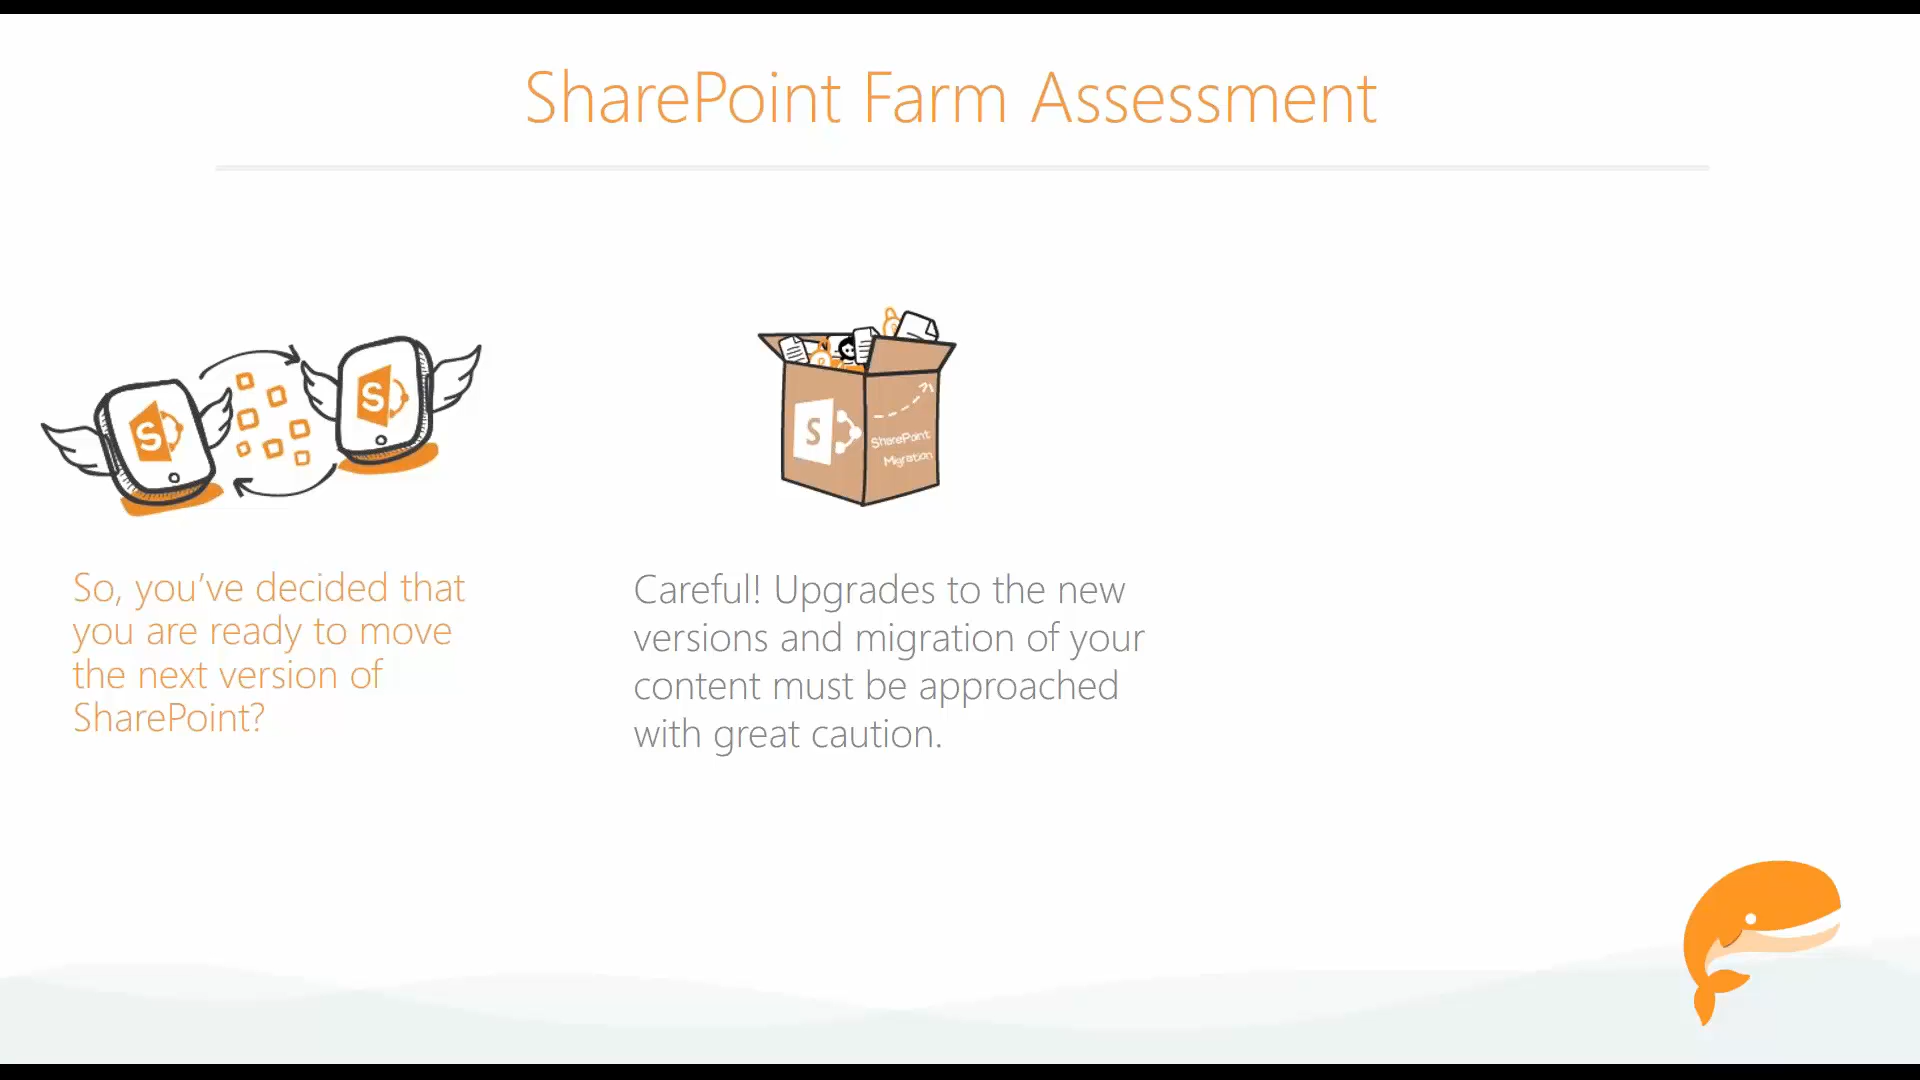 SharePoint Farm Assessment
S
S
S
?
SharePoint
Migration
So, you’ve decided that
you are ready to move
the next version of
SharePoint?
Careful! Upgrades to the new
versions and migration of your
content must be approached
with great caution.